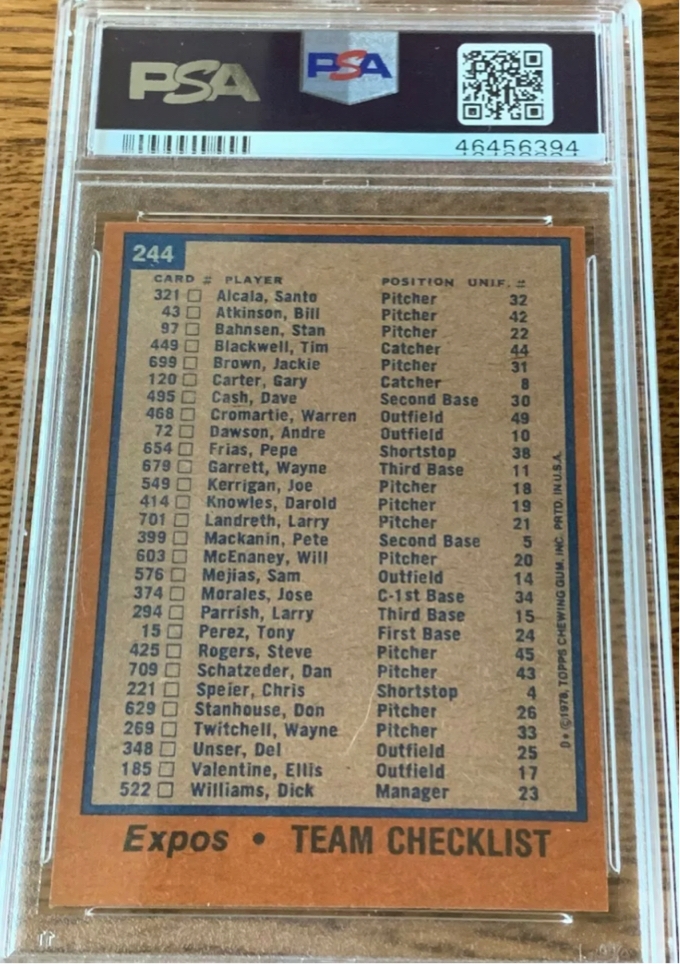 PSA
PSA
46456394
244
CARD # PLAYER POSITION UNIF. #
321 Alcala, Santo Pitcher 32
43 Atkinson, Bill Pitcher 42
97 Bahnsen, Stan Pitcher 22
449 Blackwell, Tim Catcher 44
699 Brown, Jackie Pitcher 31
120 Carter, Gary Catcher 8
495 Cash, Dave Second Base 30
468 Cromartie, Warren Outfield 49
72 Dawson, Andre Outfield 10
654 Frias, Pepe Shortstop 38
679 Garrett, Wayne Third Base 11
549 Kerrigan, Joe Pitcher 18
414 Knowles, Darold Pitcher 19
701 Landreth, Larry Pitcher 21
399 Mackanin, Pete Second Base 5
603 McEnaney, Will Pitcher 20
576 Mejias, Sam Outfield 14
374 Morales, Jose C-1st Base 34
294 Parrish, Larry Third Base 15
15 Perez, Tony First Base 24
425 Rogers, Steve Pitcher 45
709 Schatzeder, Dan Pitcher 43
221 Speier, Chris Shortstop 4
629 Stanhouse, Don Pitcher 26
269 Twitchell, Wayne Pitcher 33
348 Unser, Del Outfield 25
185 Valentine, Ellis Outfield 17
522 Williams, Dick Manager 23
D* ©1978, TOPPS CHEWING GUM, INC. PRTD. IN U.S.A.
Expos • TEAM CHECKLIST